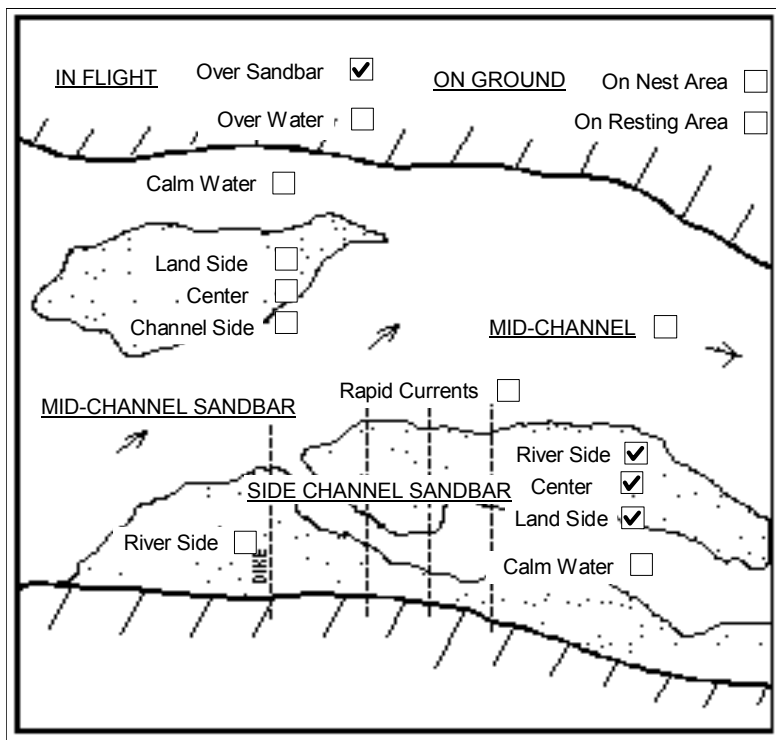 IN FLIGHT Over Sandbar ON GROUND On Nest Area
Over Water On Resting Area
Calm Water
Land Side
Center
Channel Side
MID-CHANNEL
Rapid Currents
MID-CHANNEL SANDBAR
River Side
SIDE CHANNEL SANDBAR Center
Land Side
River Side
DIKE
Calm Water